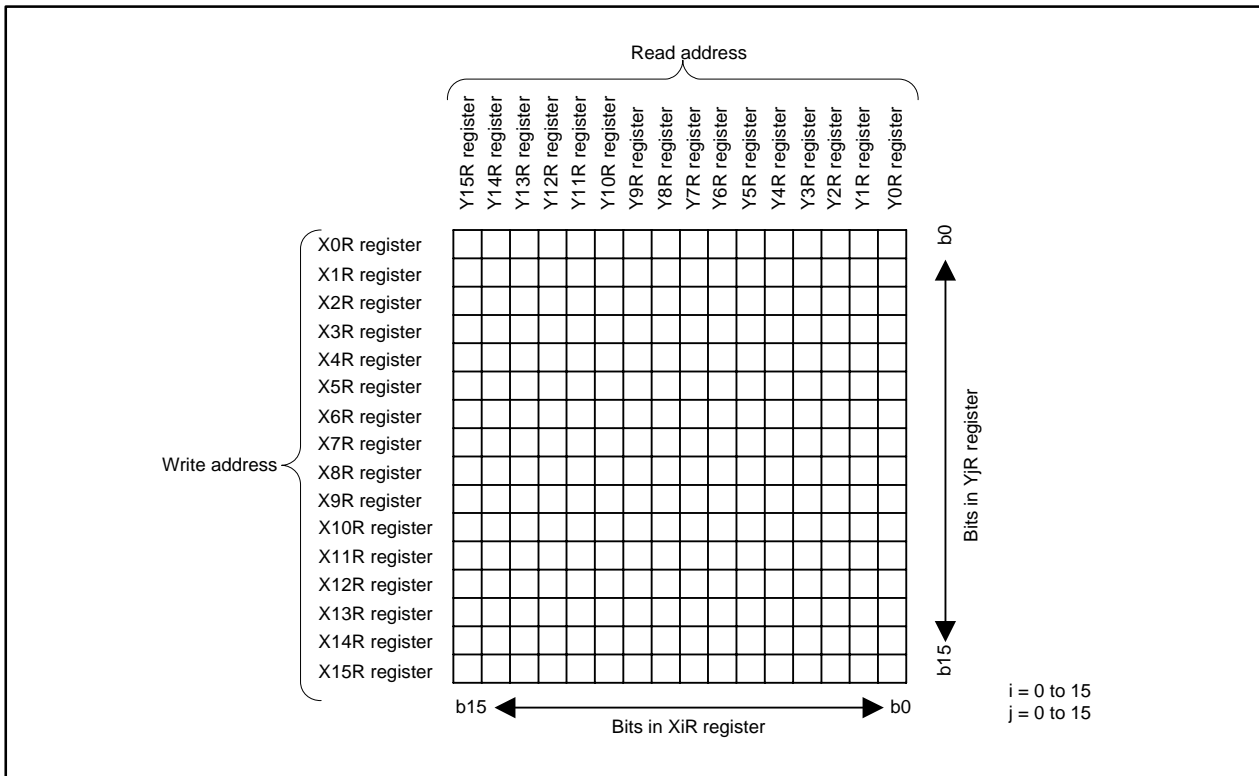 Read address
Y15R register
Y14R register
Y13R register
Y12R register
Y11R register
Y10R register
Y9R register
Y8R register
Y7R register
Y6R register
Y5R register
Y4R register
Y3R register
Y2R register
Y1R register
Y0R register
Write address
X0R register
X1R register
X2R register
X3R register
X4R register
X5R register
X6R register
X7R register
X8R register
X9R register
X10R register
X11R register
X12R register
X13R register
X14R register
X15R register
b0
Bits in YjR register
b15
b15
b0
Bits in XiR register
i = 0 to 15
j = 0 to 15